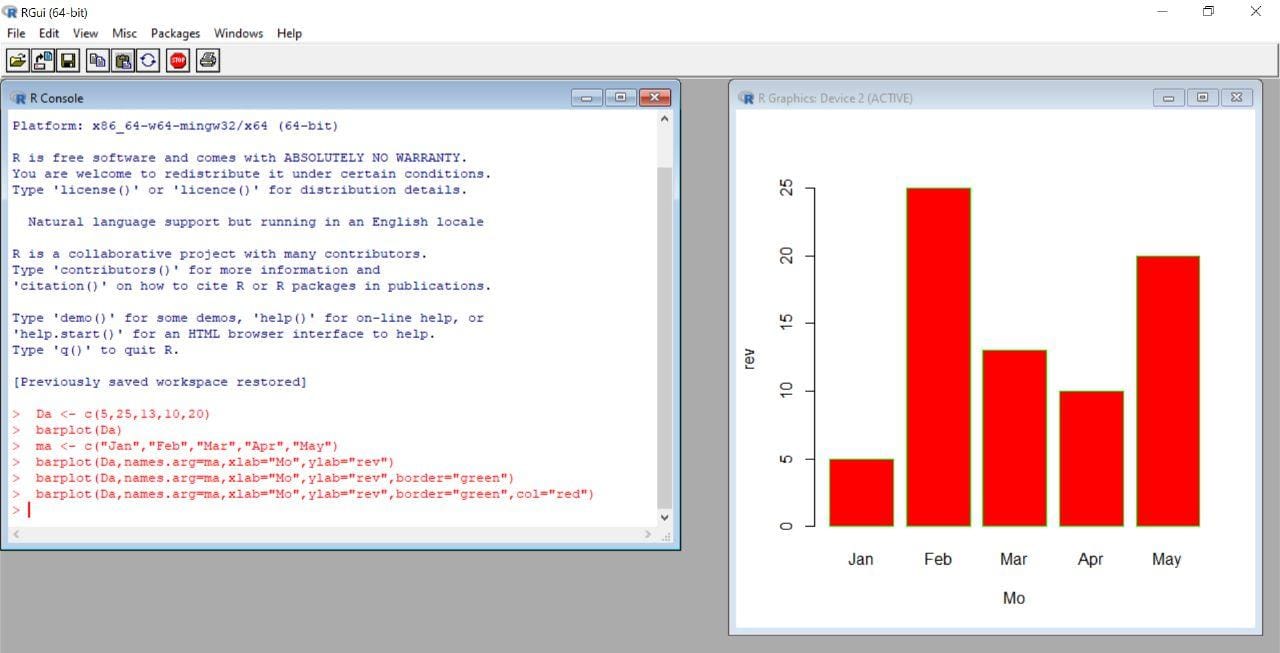 RGui (64-bit)
File Edit View Misc Packages Windows Help
STOP
R Console
Platform: x86_64-w64-mingw32/x64 (64-bit)
R is free software and comes with ABSOLUTELY NO WARRANTY.
You are welcome to redistribute it under certain conditions.
Type 'license()' or 'licence()' for distribution details.
Natural language support but running in an English locale
R is a collaborative project with many contributors.
Type 'contributors()' for more information and
'citation()' on how to cite R or R packages in publications.
Type 'demo()' for some demos, 'help()' for on-line help, or
'help.start()' for an HTML browser interface to help.
Type 'q()' to quit R.
[Previously saved workspace restored]
> Da <- c(5,25,13,10,20)
> barplot(Da)
> ma <- c("Jan","Feb","Mar","Apr","May")
> barplot(Da,names.arg=ma,xlab="Mo",ylab="rev")
> barplot(Da,names.arg=ma,xlab="Mo",ylab="rev",border="green")
> barplot(Da,names.arg=ma,xlab="Mo",ylab="rev",border="green",col="red")
>
R Graphics: Device 2 (ACTIVE)
25
20
15
10
5
0
rev
Jan Feb Mar Apr May
Mo